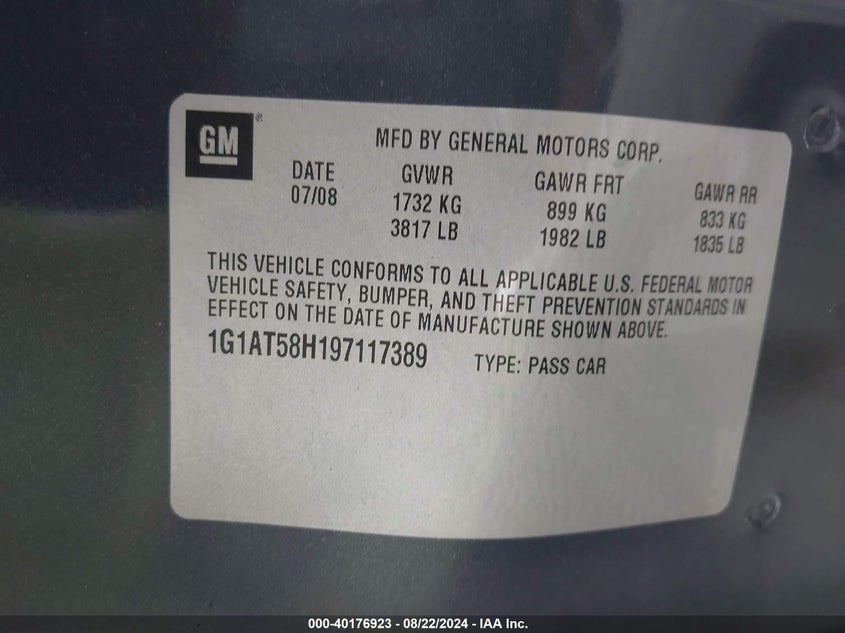 GM ®
MFD BY GENERAL MOTORS CORP.
DATE GVWR GAWR FRT GAWR RR
07/08 1732 KG 899 KG 833 KG
3817 LB 1982 LB 1835 LB
THIS VEHICLE CONFORMS TO ALL APPLICABLE U.S. FEDERAL MOTOR
VEHICLE SAFETY, BUMPER, AND THEFT PREVENTION STANDARDS IN
EFFECT ON THE DATE OF MANUFACTURE SHOWN ABOVE.
1G1AT58H197117389 TYPE: PASS CAR
000-40176923 - 08/22/2024 - IAA Inc.